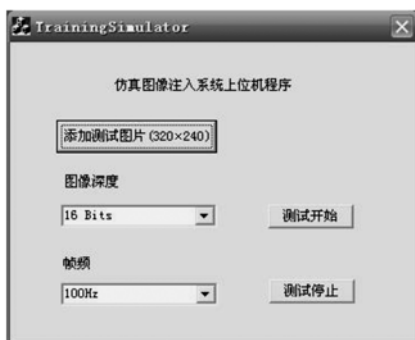 TrainingSimulator
仿真图像注入系统上位机程序
添加测试图片(320×240)
图像深度
16 Bits
测试开始
帧频
100Hz
测试停止